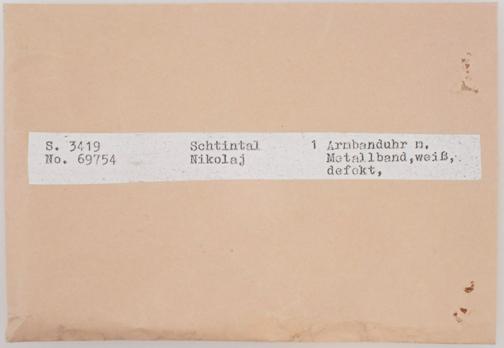 S. 3419 Schtintal 1 Armbanduhr m.
No. 69754 Nikolaj Metallband,weiß,
defekt,